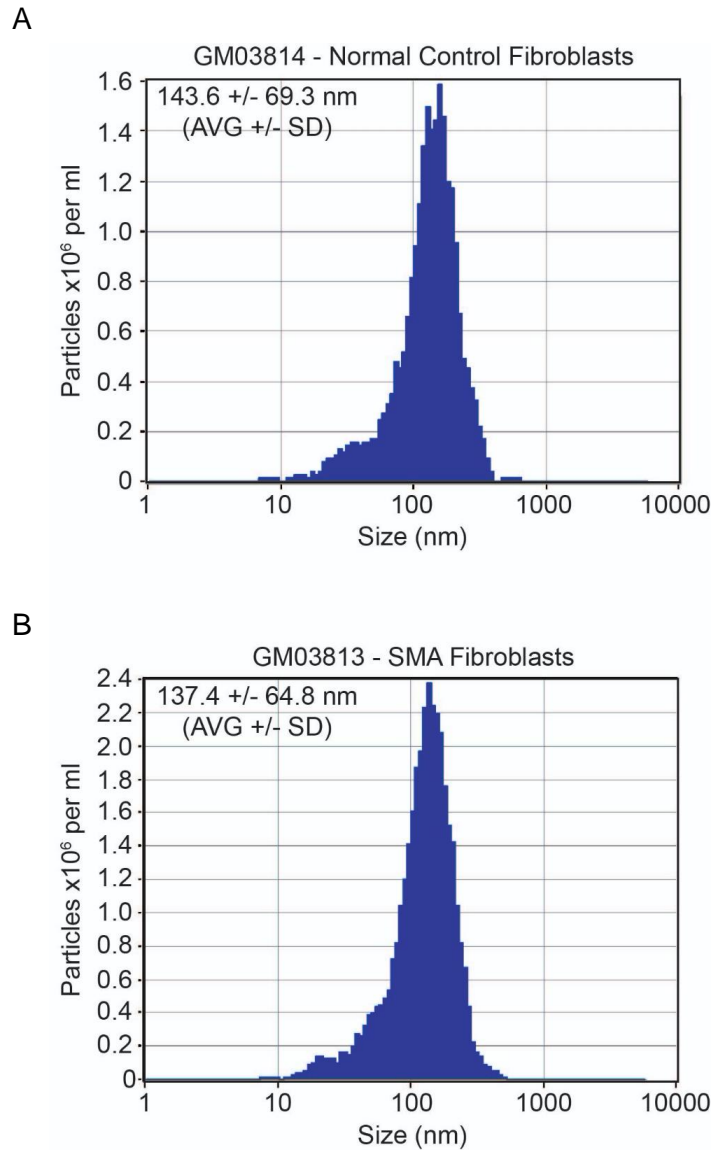 A
GM03814 - Normal Control Fibroblasts
143.6 +/- 69.3 nm
(AVG +/- SD)
Particles x10⁶ per ml
1.6
1.4
1.2
1.0
0.8
0.6
0.4
0.2
0
1 10 100 1000 10000
Size (nm)
B
GM03813 - SMA Fibroblasts
137.4 +/- 64.8 nm
(AVG +/- SD)
Particles x10⁶ per ml
2.4
2.2
2.0
1.8
1.6
1.4
1.2
1.0
0.8
0.6
0.4
0.2
0
1 10 100 1000 10000
Size (nm)